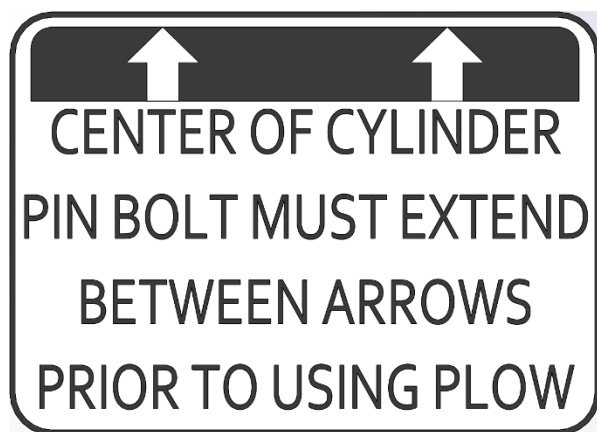 CENTER OF CYLINDER
PIN BOLT MUST EXTEND
BETWEEN ARROWS
PRIOR TO USING PLOW